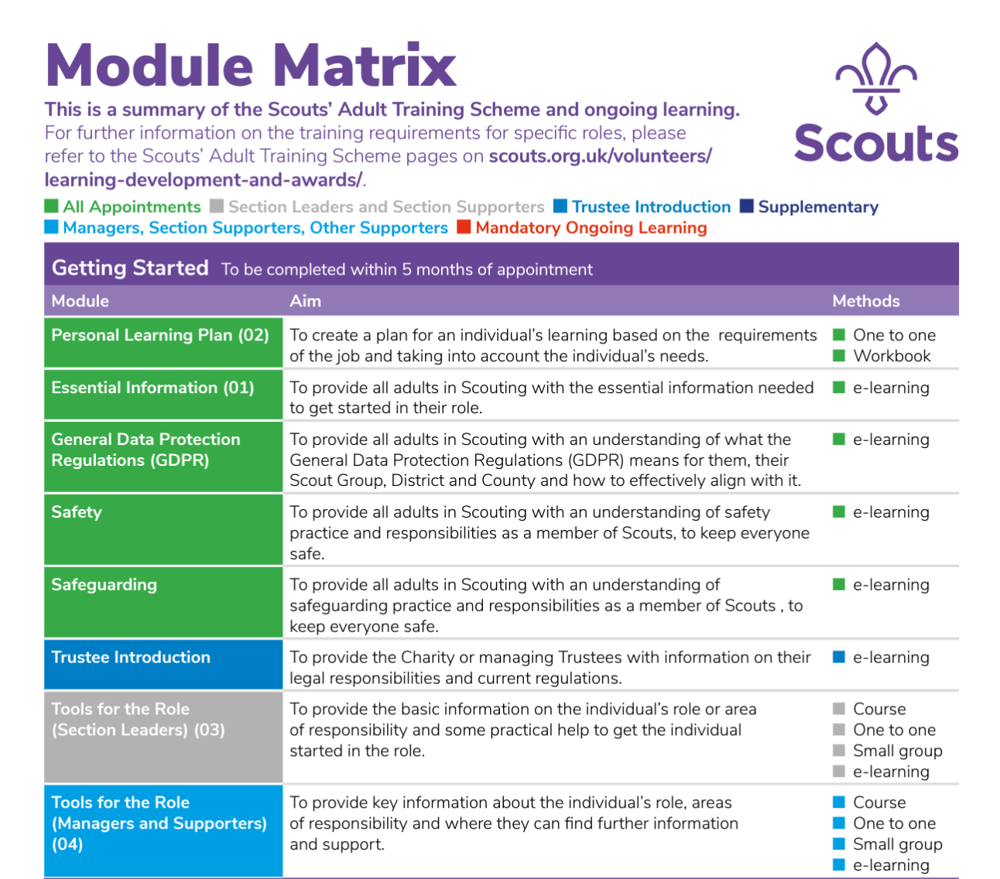 Module Matrix
This is a summary of the Scouts’ Adult Training Scheme and ongoing learning.
For further information on the training requirements for specific roles, please
refer to the Scouts’ Adult Training Scheme pages on scouts.org.uk/volunteers/
learning-development-and-awards/.
Scouts
All Appointments Section Leaders and Section Supporters Trustee Introduction Supplementary
Managers, Section Supporters, Other Supporters Mandatory Ongoing Learning
Getting Started To be completed within 5 months of appointment
Module Aim Methods
Personal Learning Plan (02)
To create a plan for an individual’s learning based on the requirements
of the job and taking into account the individual’s needs.
One to one
Workbook
Essential Information (01)
To provide all adults in Scouting with the essential information needed
to get started in their role.
e-learning
General Data Protection
Regulations (GDPR)
To provide all adults in Scouting with an understanding of what the
General Data Protection Regulations (GDPR) means for them, their
Scout Group, District and County and how to effectively align with it.
e-learning
Safety
To provide all adults in Scouting with an understanding of safety
practice and responsibilities as a member of Scouts, to keep everyone
safe.
e-learning
Safeguarding
To provide all adults in Scouting with an understanding of
safeguarding practice and responsibilities as a member of Scouts , to
keep everyone safe.
e-learning
Trustee Introduction
To provide the Charity or managing Trustees with information on their
legal responsibilities and current regulations.
e-learning
Tools for the Role
(Section Leaders) (03)
To provide the basic information on the individual’s role or area
of responsibility and some practical help to get the individual
started in the role.
Course
One to one
Small group
e-learning
Tools for the Role
(Managers and Supporters)
(04)
To provide key information about the individual’s role, areas
of responsibility and where they can find further information
and support.
Course
One to one
Small group
e-learning